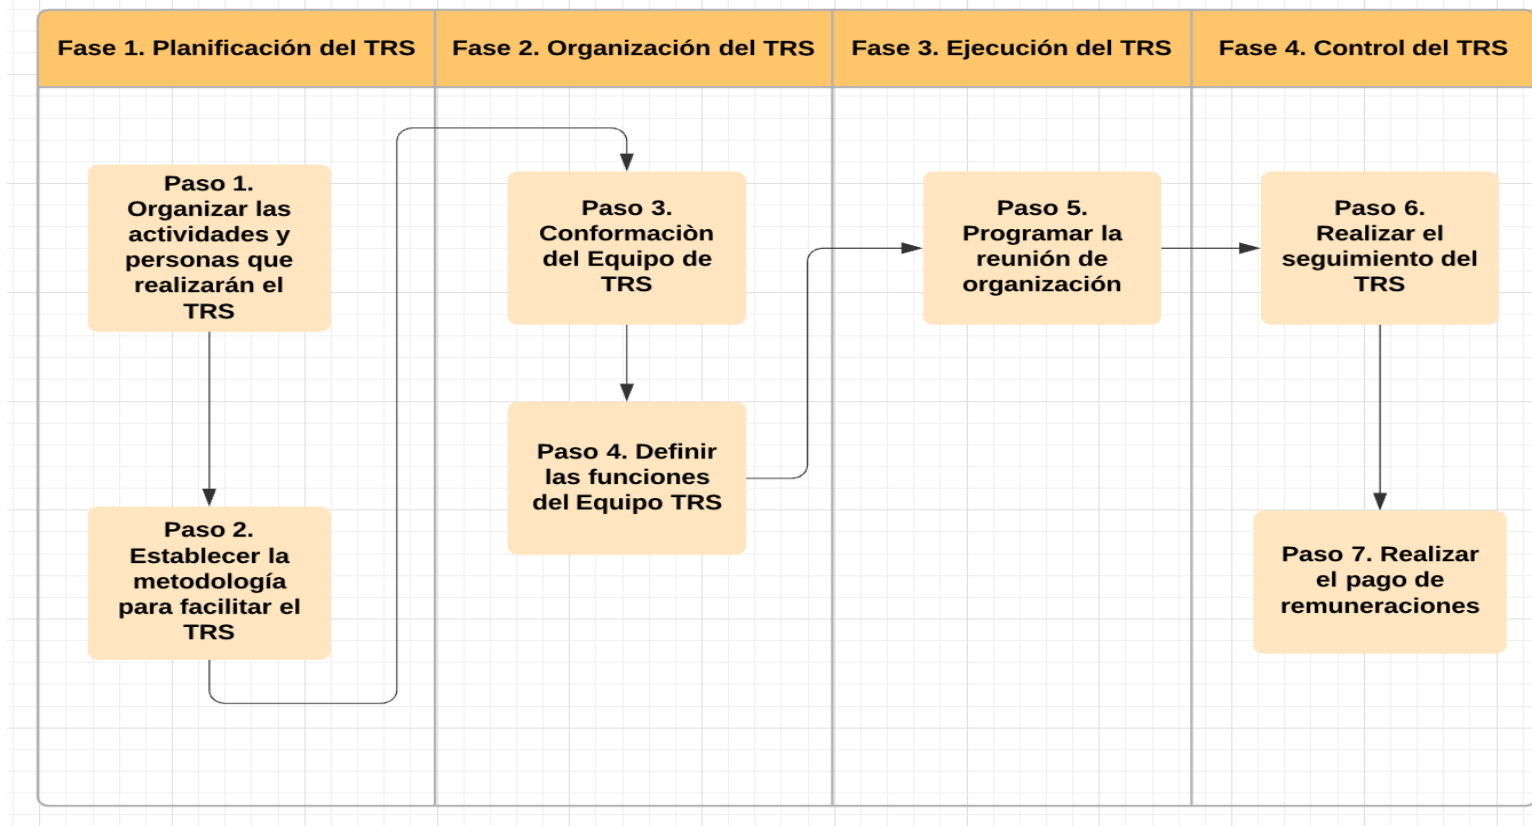 Fase 1. Planificación del TRS
Fase 2. Organización del TRS
Fase 3. Ejecución del TRS
Fase 4. Control del TRS
Paso 1.
Organizar las
actividades y
personas que
realizarán el
TRS
Paso 2.
Establecer la
metodología
para facilitar el
TRS
Paso 3.
Conformaciòn
del Equipo de
TRS
Paso 4. Definir
las funciones
del Equipo TRS
Paso 5.
Programar la
reunión de
organización
Paso 6.
Realizar el
seguimiento del
TRS
Paso 7. Realizar
el pago de
remuneraciones